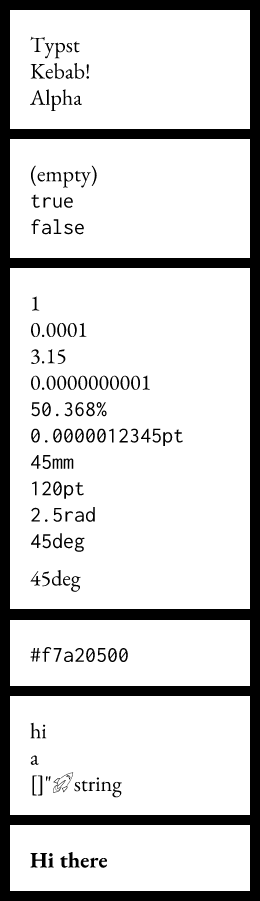 Typst
Kebab!
Alpha
(empty)
true
false
1
0.0001
3.15
0.0000000001
50.368%
0.0000012345pt
45mm
120pt
2.5rad
45deg
45deg
#f7a20500
hi
a
[]"🚀string
Hi there